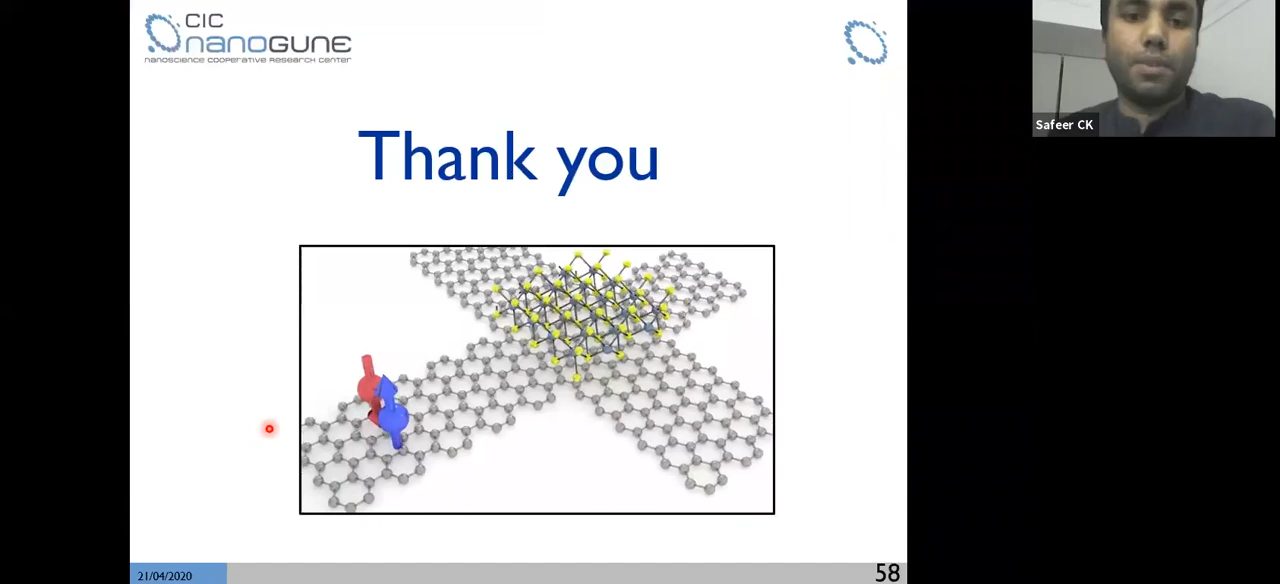 CIC
nanoGUNE
nanoscience cooperative research center
Safeer CK
Thank you
21/04/2020
58